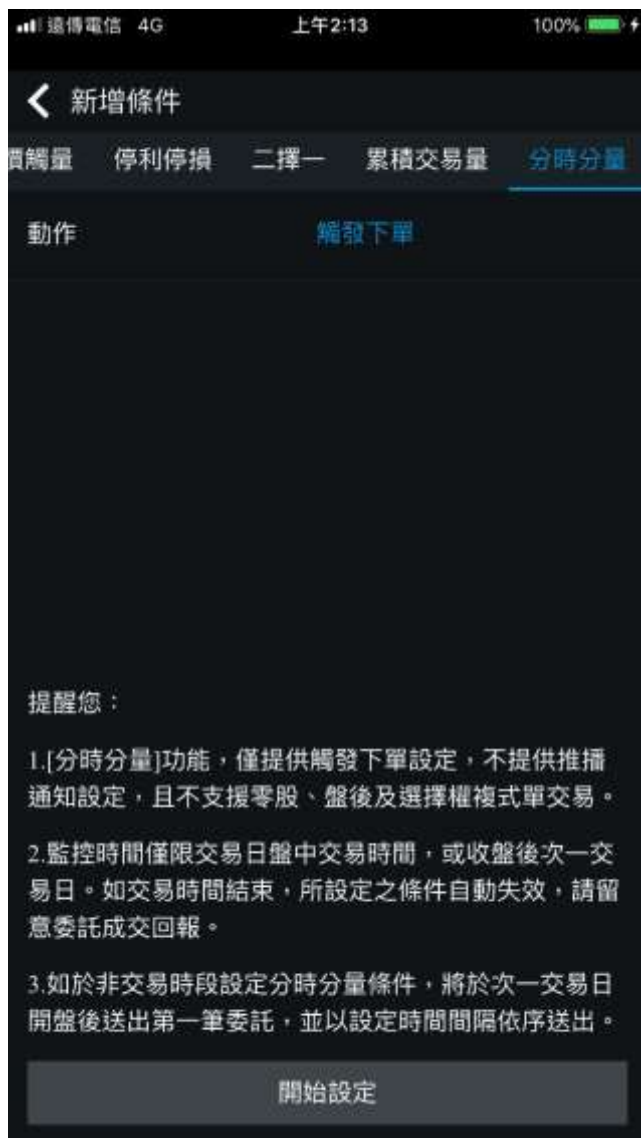 遠傳電信 4G 上午2:13 100%
新增條件
價觸量 停利停損 二擇一 累積交易量 分時分量
動作 觸發下單
提醒您：
1.[分時分量]功能，僅提供觸發下單設定，不提供推播
通知設定，且不支援零股、盤後及選擇權複式單交易。
2.監控時間僅限交易日盤中交易時間，或收盤後次一交
易日。如交易時間結束，所設定之條件自動失效，請留
意委託成交回報。
3.如於非交易時段設定分時分量條件，將於次一交易日
開盤後送出第一筆委託，並以設定時間間隔依序送出。
開始設定